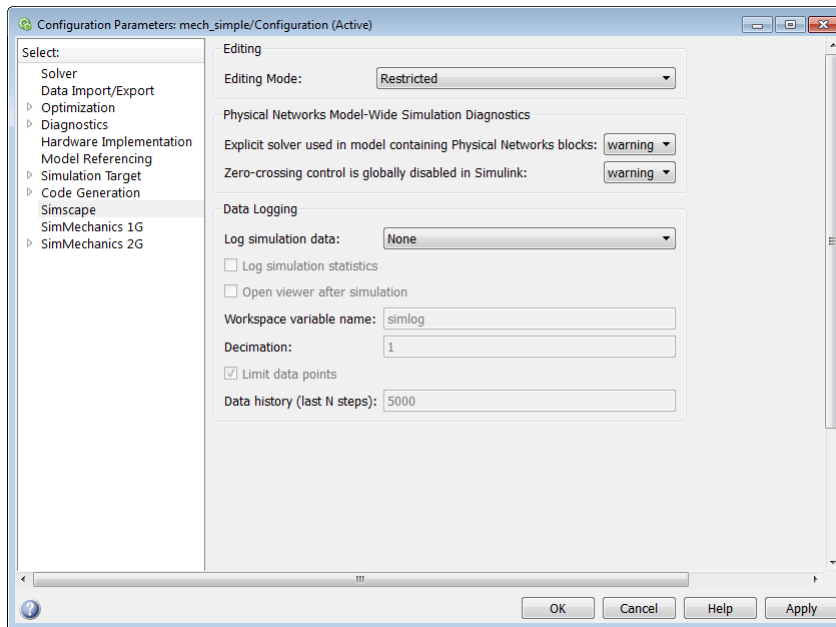 Configuration Parameters: mech_simple/Configuration (Active)
Select:
Solver
Data Import/Export
Optimization
Diagnostics
Hardware Implementation
Model Referencing
Simulation Target
Code Generation
Simscape
SimMechanics 1G
SimMechanics 2G
Editing
Editing Mode: Restricted
Physical Networks Model-Wide Simulation Diagnostics
Explicit solver used in model containing Physical Networks blocks: warning
Zero-crossing control is globally disabled in Simulink: warning
Data Logging
Log simulation data: None
Log simulation statistics
Open viewer after simulation
Workspace variable name: simlog
Decimation: 1
Limit data points
Data history (last N steps): 5000
OK Cancel Help Apply